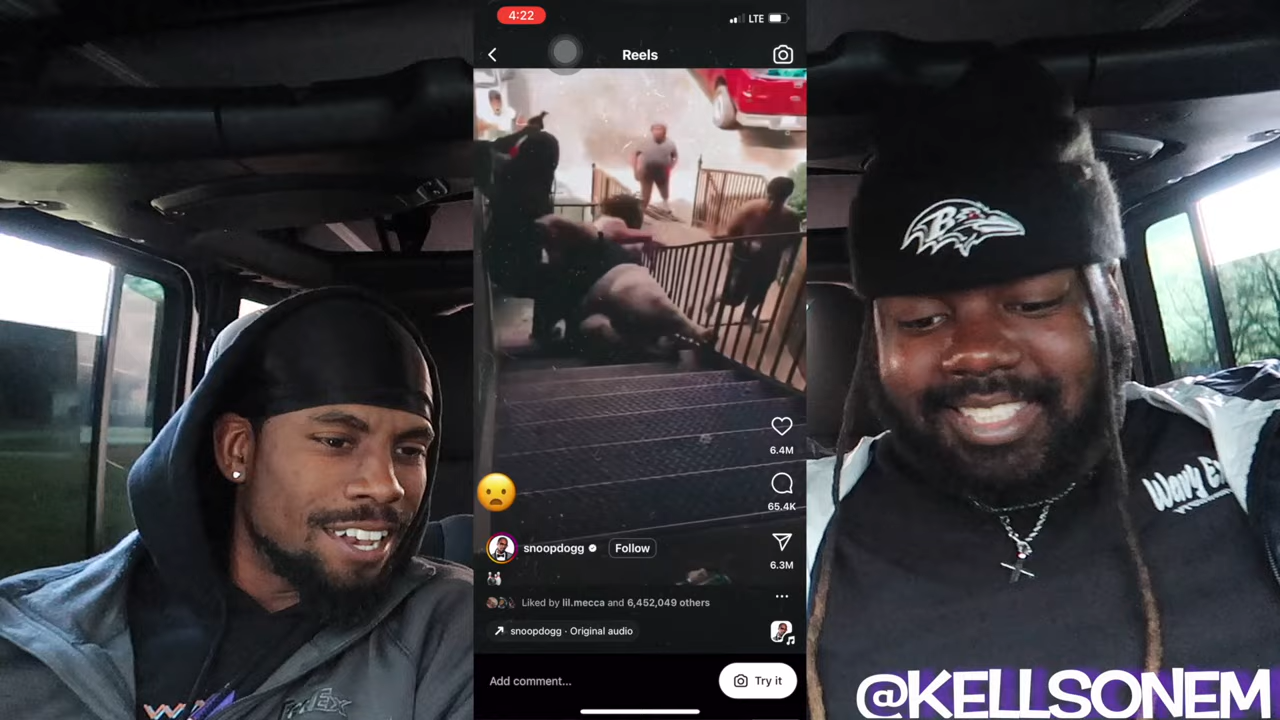 4:22
LTE
Reels
6.4M
65.4K
6.3M
snoopdogg
Follow
Liked by lil.mecca and 6,452,049 others
snoopdogg · Original audio
Add comment...
Try it
B
FedEx
@KELLSONEM